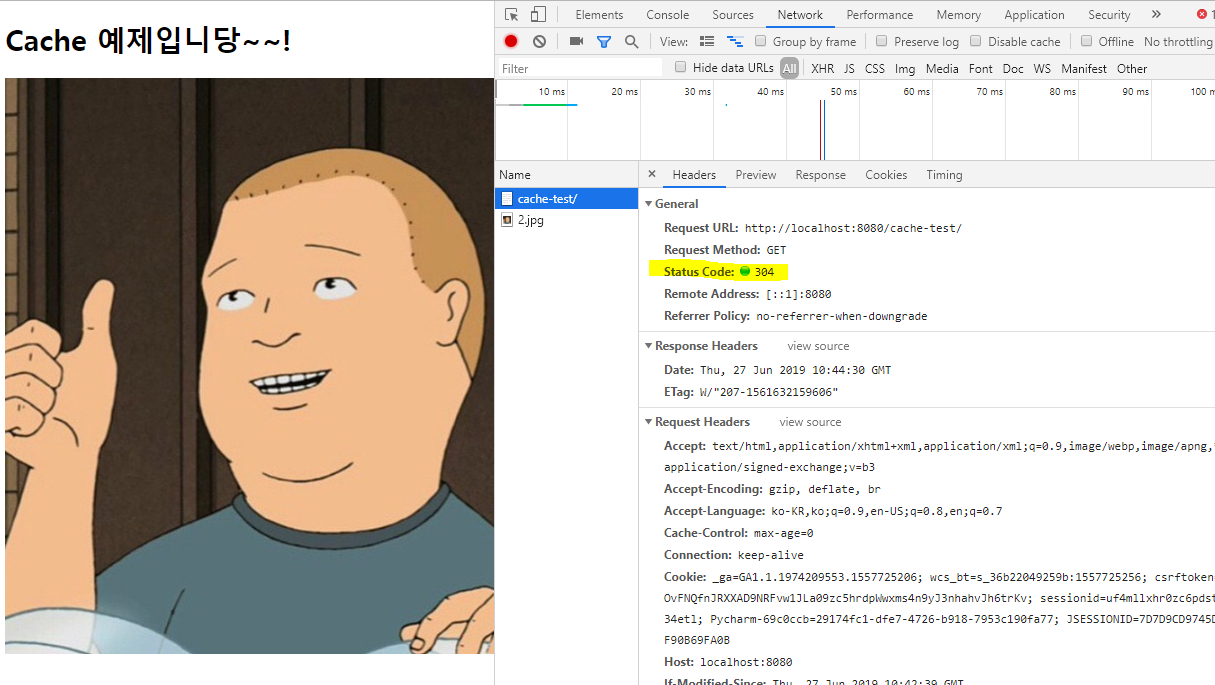 Cache 예제입니당~~!
Elements Console Sources Network Performance Memory Application Security » 1
View: Group by frame Preserve log Disable cache Offline No throttling
Filter Hide data URLs All XHR JS CSS Img Media Font Doc WS Manifest Other
10 ms 20 ms 30 ms 40 ms 50 ms 60 ms 70 ms 80 ms 90 ms 100 m
Name
cache-test/
2.jpg
× Headers Preview Response Cookies Timing
General
Request URL: http://localhost:8080/cache-test/
Request Method: GET
Status Code: 304
Remote Address: [::1]:8080
Referrer Policy: no-referrer-when-downgrade
Response Headers view source
Date: Thu, 27 Jun 2019 10:44:30 GMT
ETag: W/"207-1561632159606"
Request Headers view source
Accept: text/html,application/xhtml+xml,application/xml;q=0.9,image/webp,image/apng,
application/signed-exchange;v=b3
Accept-Encoding: gzip, deflate, br
Accept-Language: ko-KR,ko;q=0.9,en-US;q=0.8,en;q=0.7
Cache-Control: max-age=0
Connection: keep-alive
Cookie: _ga=GA1.1.1974209553.1557725206; wcs_bt=s_36b22049259b:1557725256; csrftoken
OvFNQfnJRXXAD9NRFvw1JLa09zc5hrdpWwxms4n9yJ3nhahvJh6trKv; sessionid=uf4mllxhr0zc6pdst
34etl; Pycharm-69c0ccb=29174fc1-dfe7-4726-b918-7953c190fa77; JSESSIONID=7D7D9CD9745D
F90B69FA0B
Host: localhost:8080
If-Modified-Since: Thu, 27 Jun 2019 10:42:39 GMT